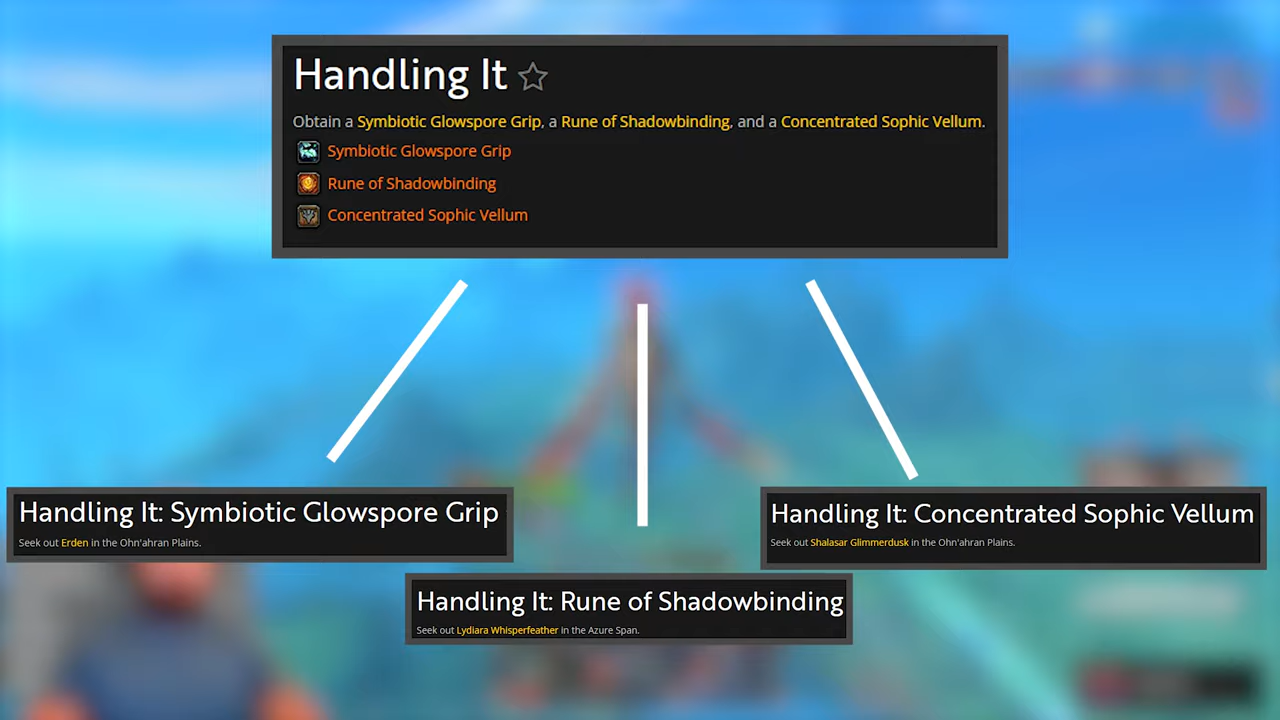 Handling It
Obtain a Symbiotic Glowspore Grip, a Rune of Shadowbinding, and a Concentrated Sophic Vellum.
Symbiotic Glowspore Grip
Rune of Shadowbinding
Concentrated Sophic Vellum
Handling It: Symbiotic Glowspore Grip
Seek out Erden in the Ohn'ahran Plains.
Handling It: Concentrated Sophic Vellum
Seek out Shalasar Glimmerdusk in the Ohn'ahran Plains.
Handling It: Rune of Shadowbinding
Seek out Lydiara Whisperfeather in the Azure Span.